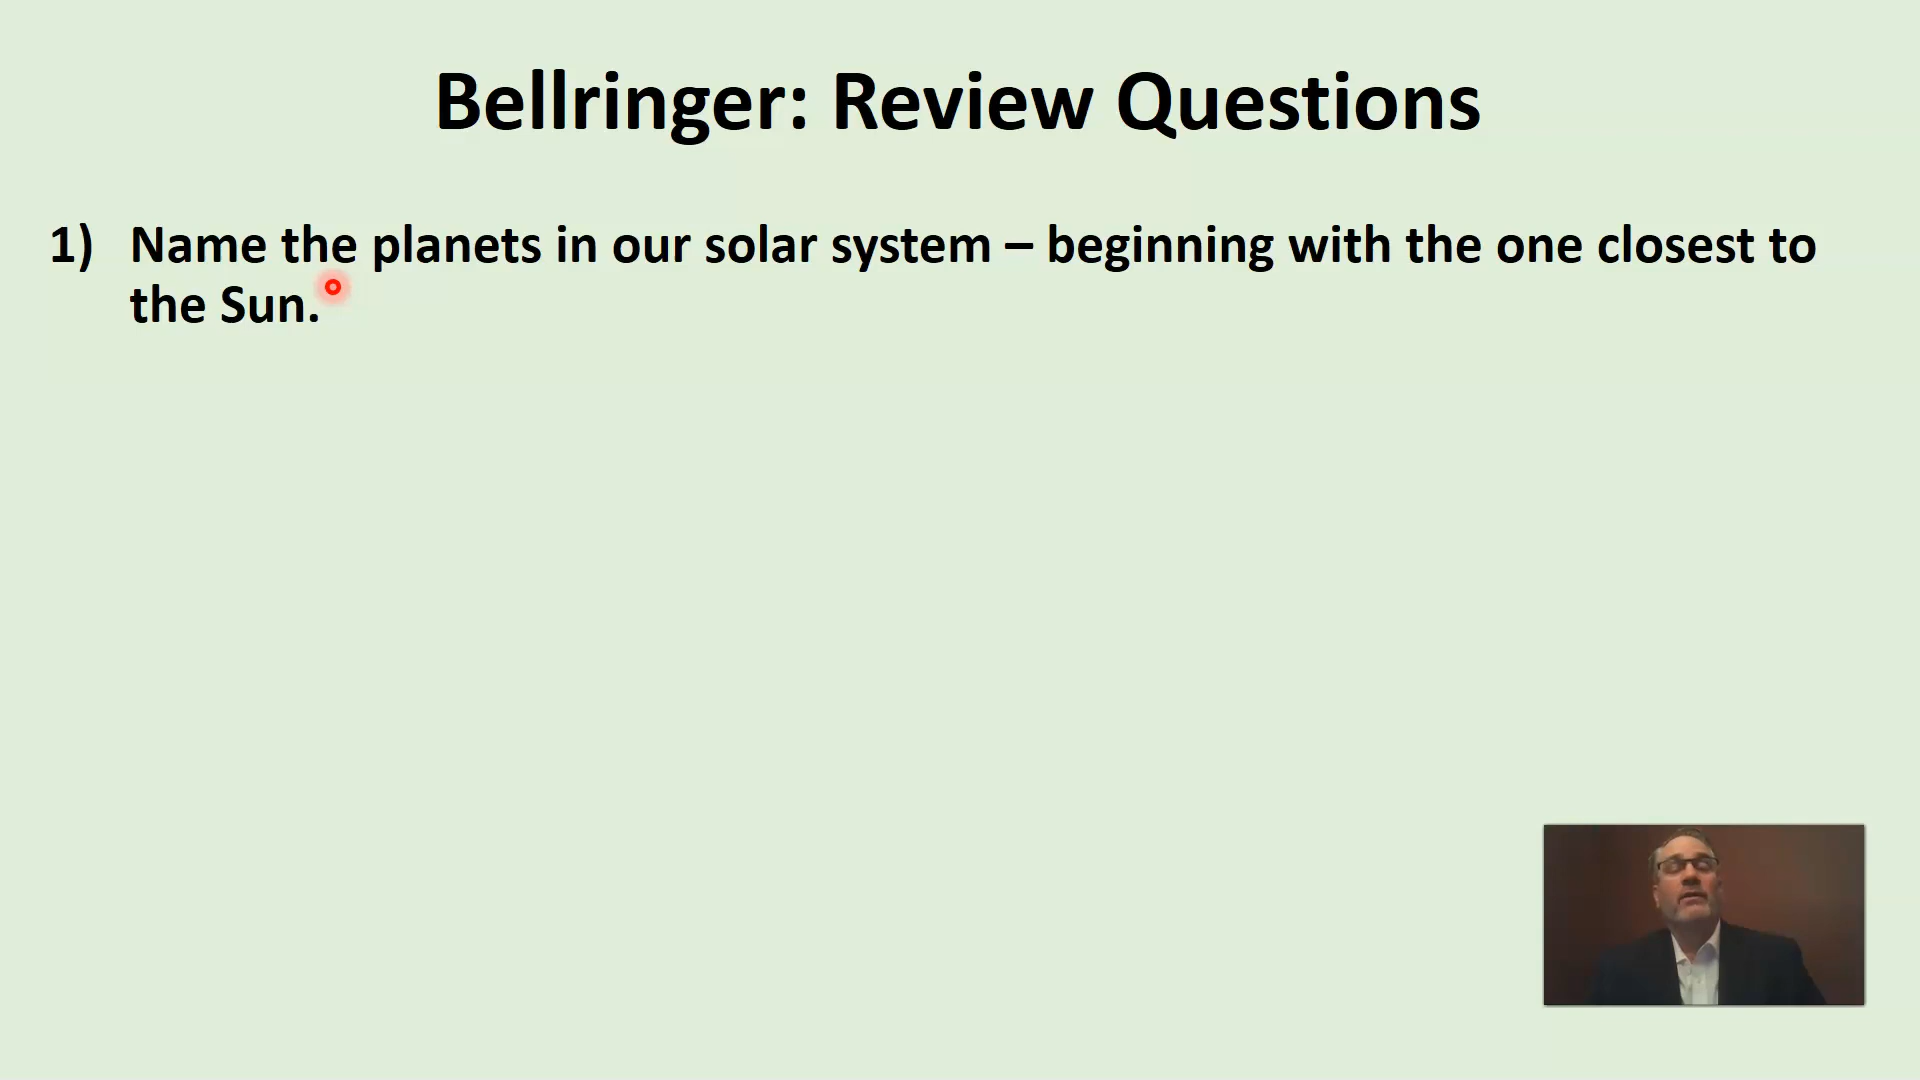 Bellringer: Review Questions
1) Name the planets in our solar system – beginning with the one closest to
the Sun.